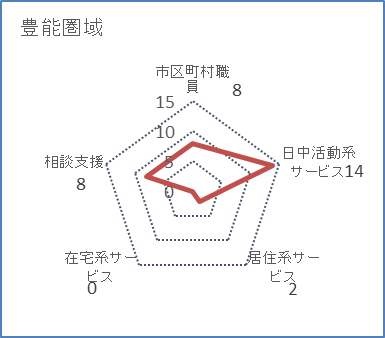 豊能圏域
市区町村職
員
8
15
10
5
0
日中活動系
サービス14
相談支援
8
在宅系サー
ビス
0
居住系サー
ビス
2